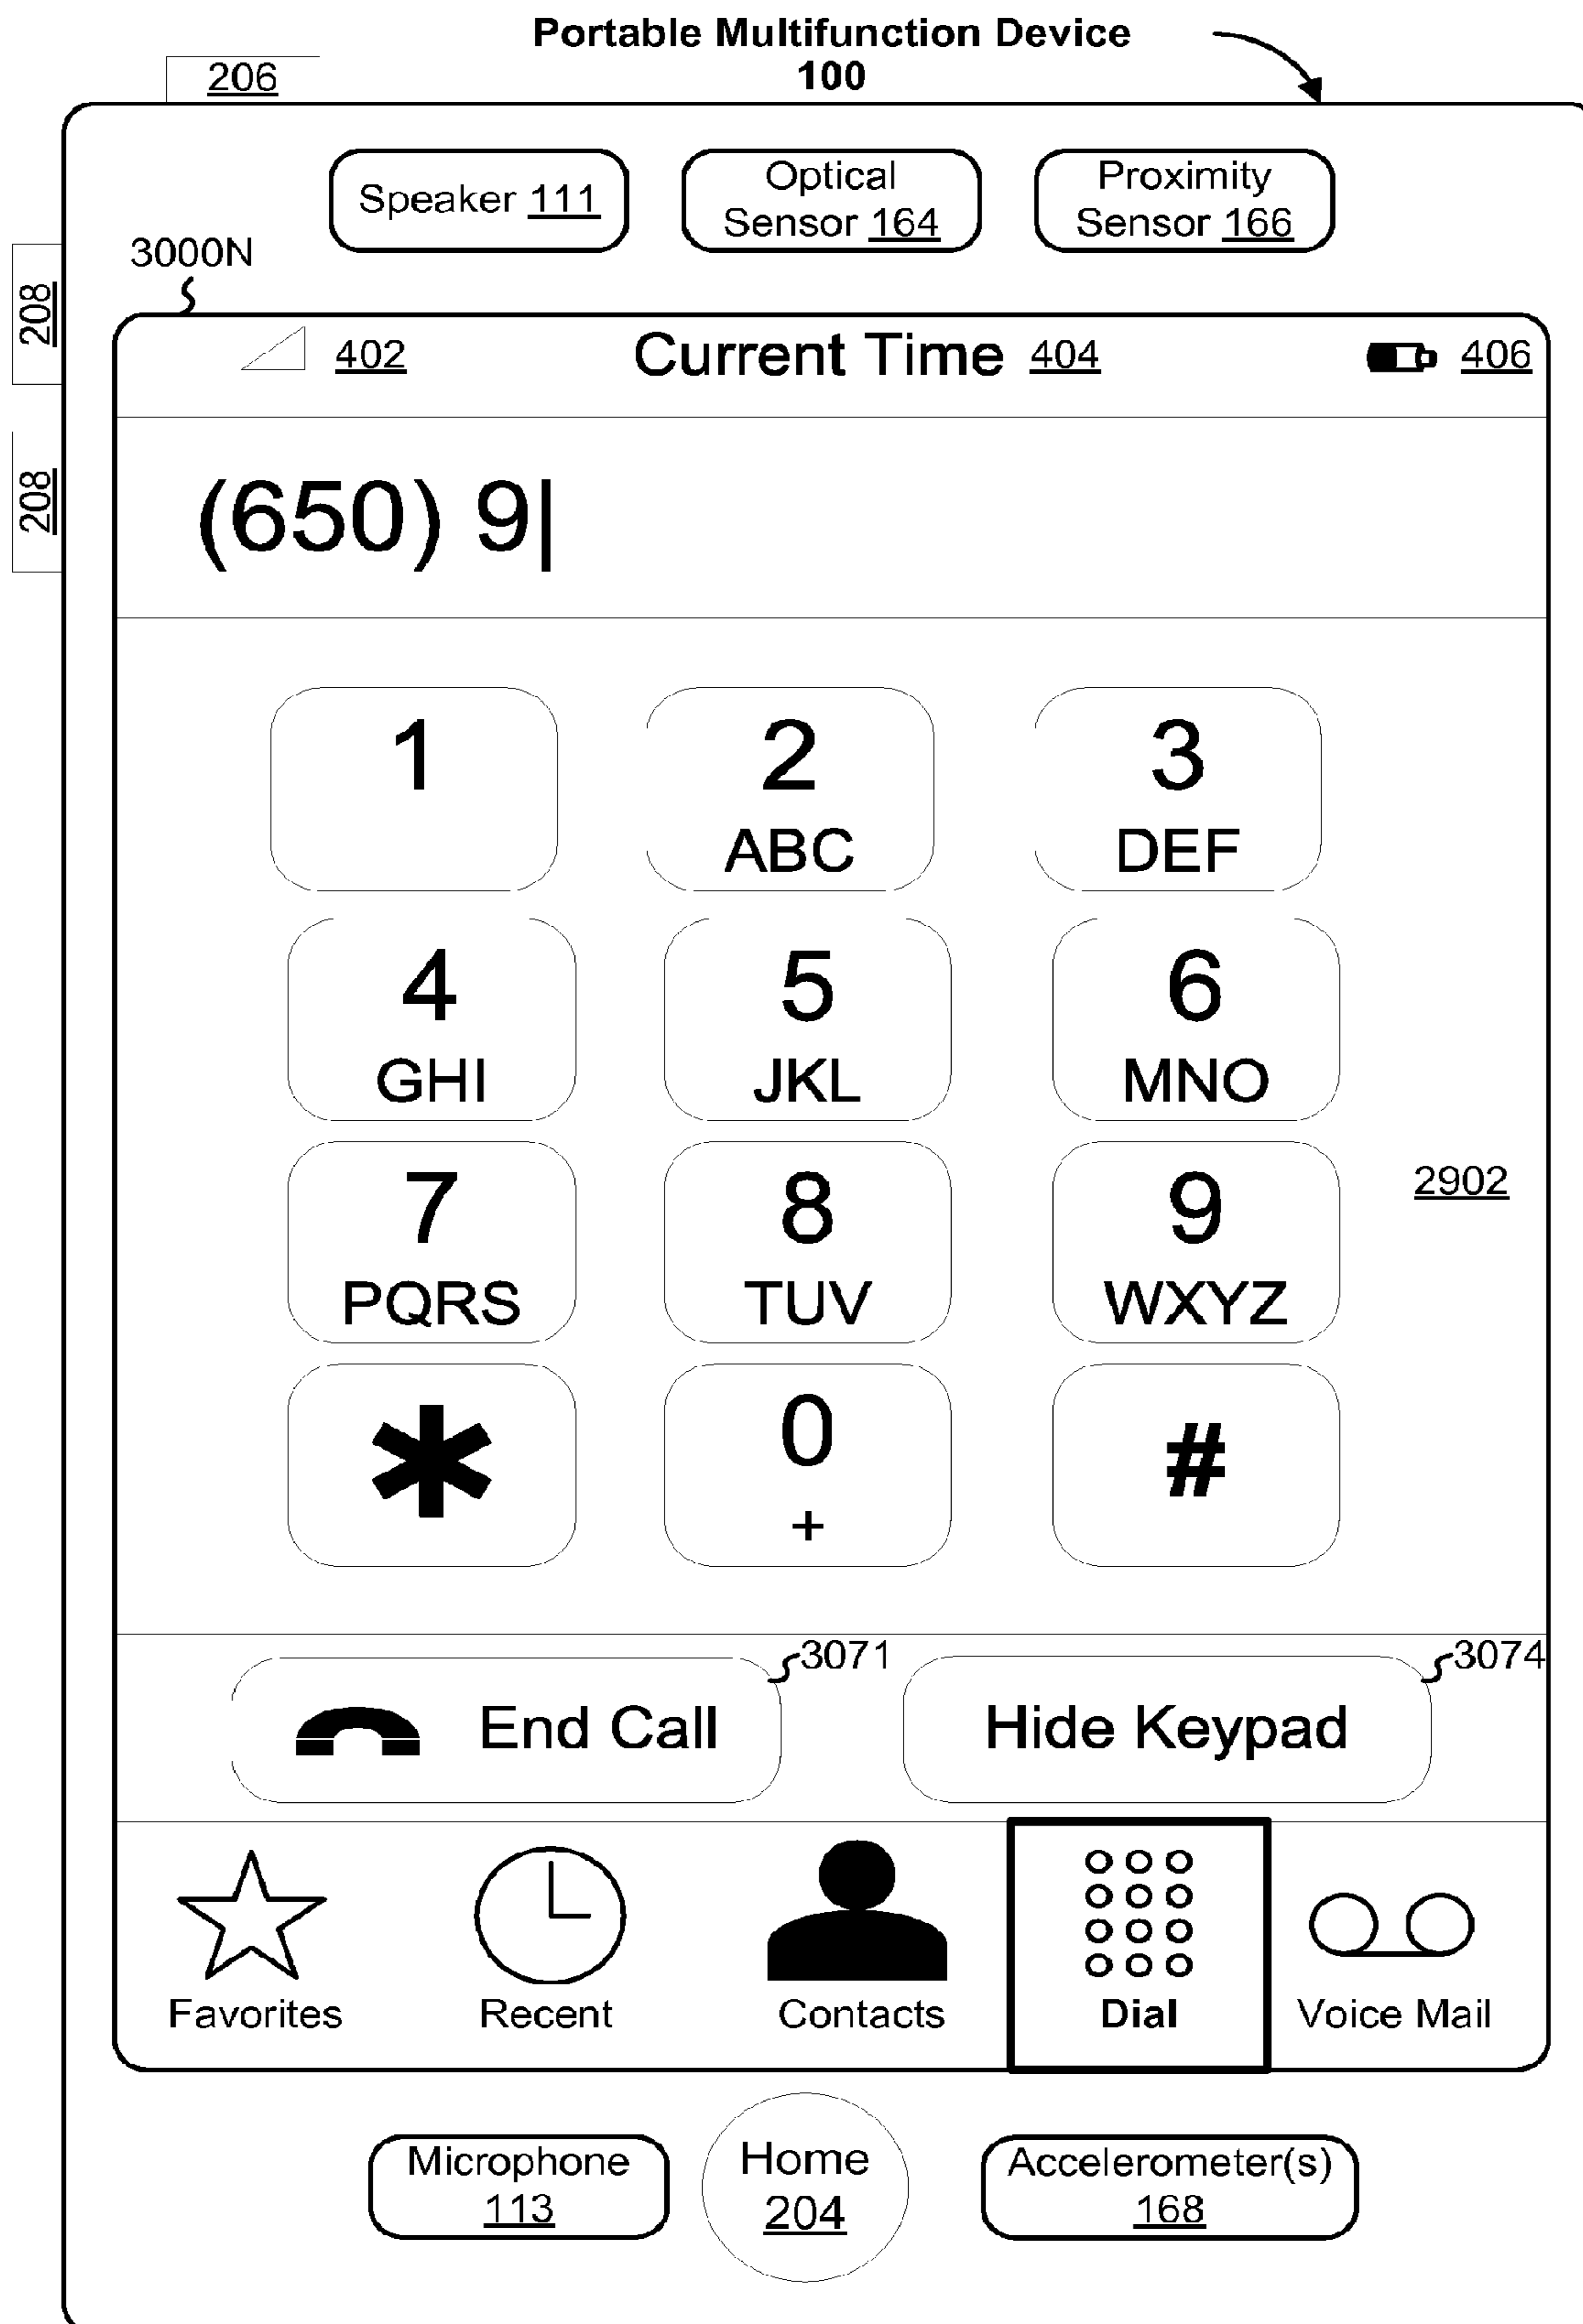 Portable Multifunction Device
100
206
Speaker 111
Optical
Sensor 164
Proximity
Sensor 166
3000N
208
402
Current Time 404
406
208
(650) 9
1
2
3
ABC
DEF
4
5
6
GHI
JKL
MNO
7
8
9
2902
PQRS
TUV
WXYZ
*
0
#
+
3071
3074
End Call
Hide Keypad
Favorites
Recent
Contacts
Dial
Voice Mail
Microphone
113
Home
204
Accelerometer(s)
168